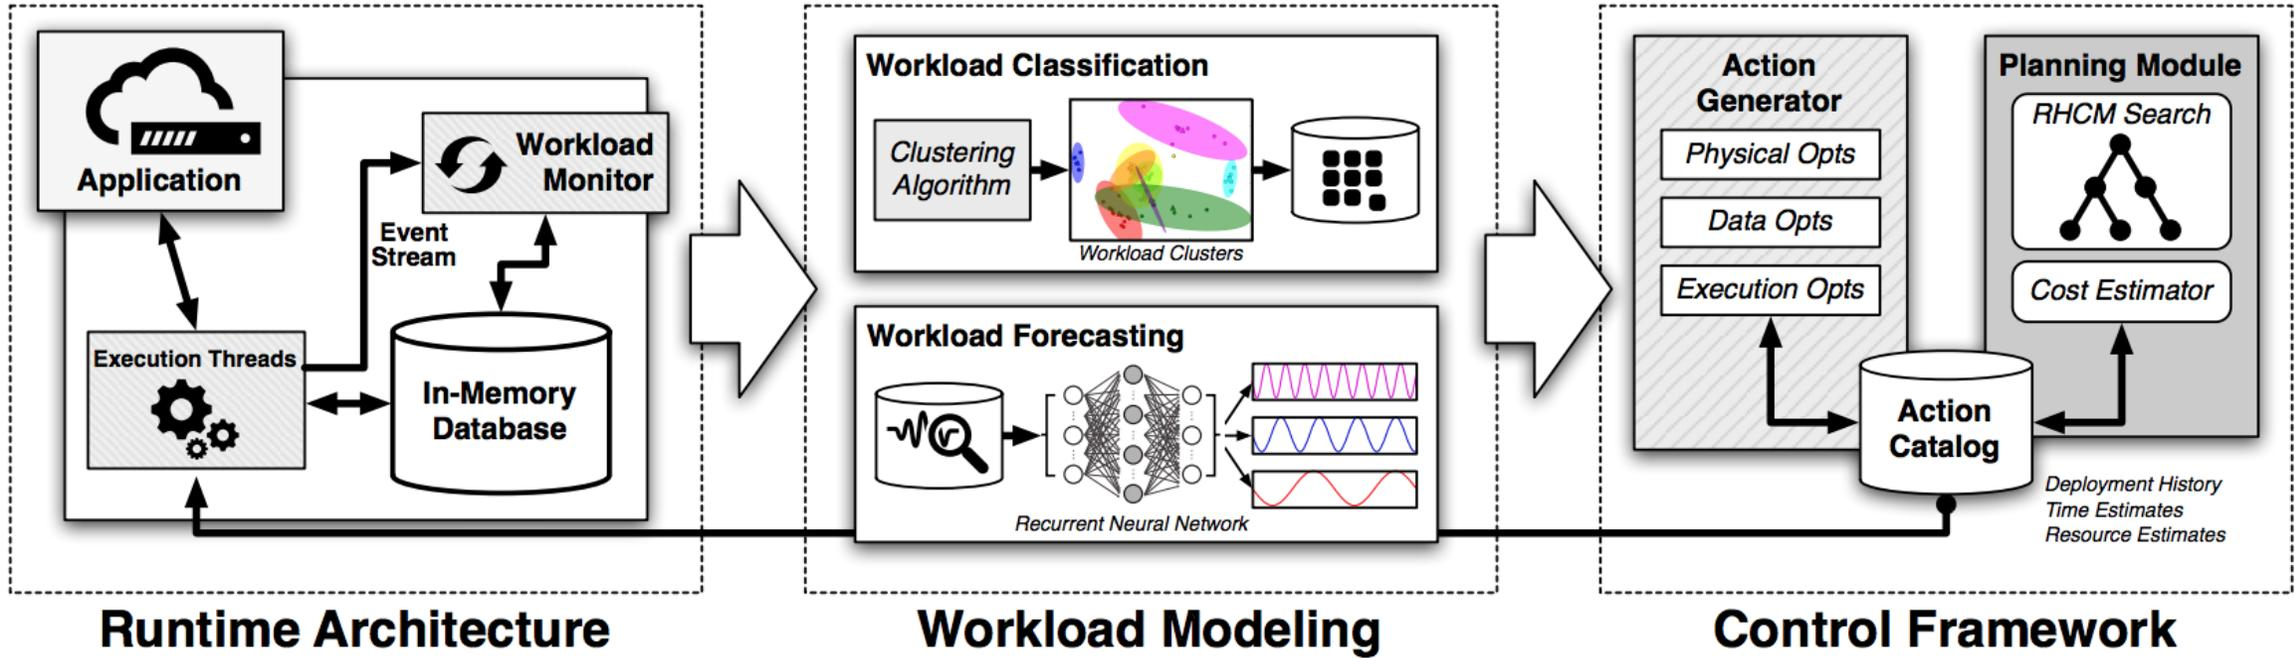 Application
Workload
Monitor
Event
Stream
Execution Threads
In-Memory
Database
Runtime Architecture
Workload Classification
Clustering
Algorithm
Workload Clusters
Workload Forecasting
Recurrent Neural Network
Workload Modeling
Action
Generator
Physical Opts
Data Opts
Execution Opts
Planning Module
RHCM Search
Cost Estimator
Action
Catalog
Deployment History
Time Estimates
Resource Estimates
Control Framework